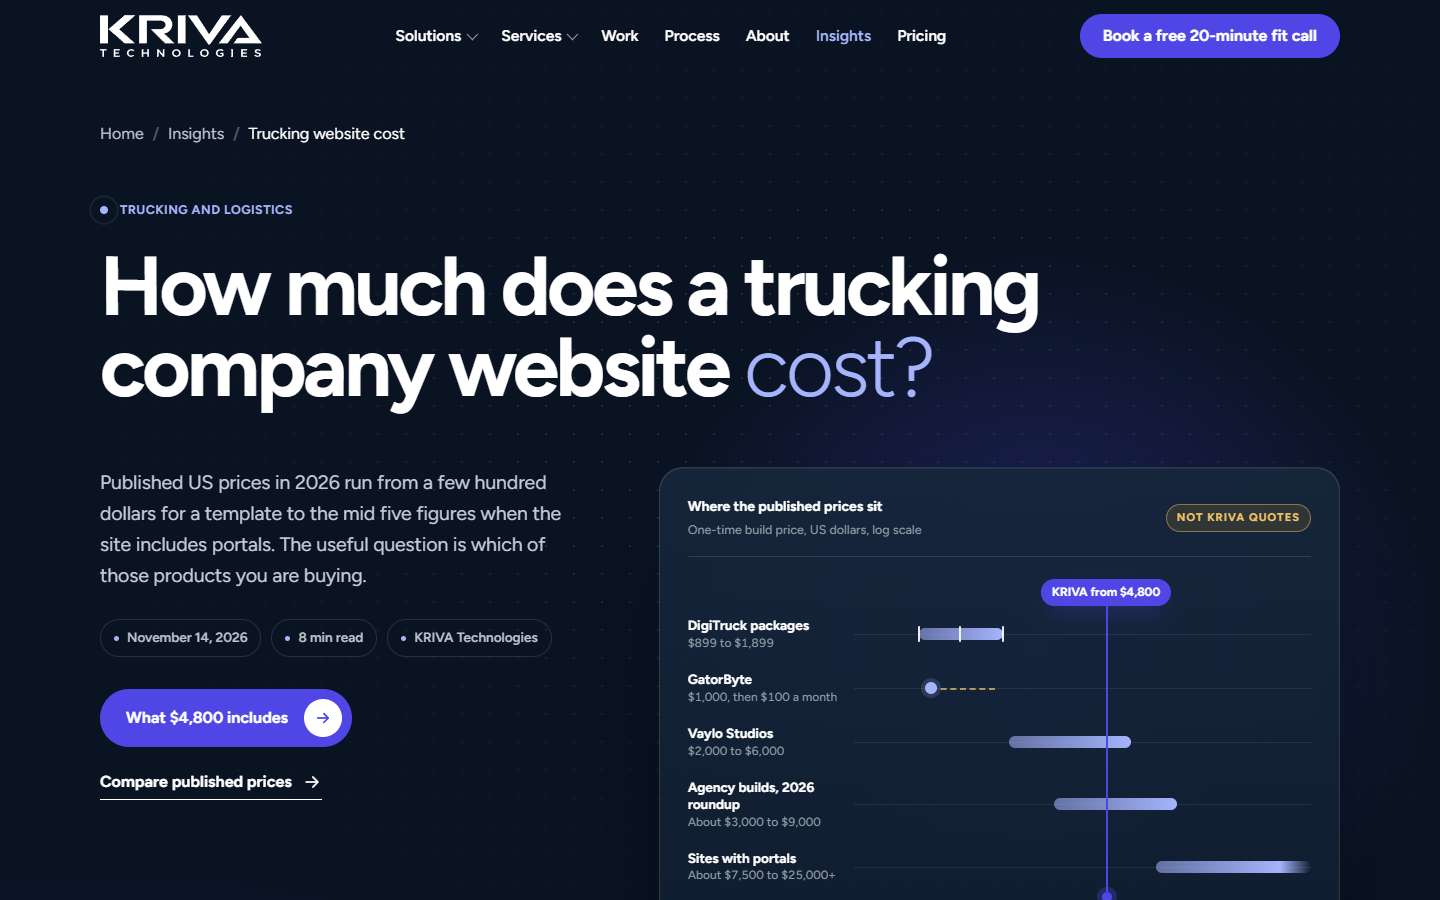 KRIVA
TECHNOLOGIES
Solutions
Services
Work
Process
About
Insights
Pricing
Book a free 20-minute fit call
Home / Insights / Trucking website cost
TRUCKING AND LOGISTICS
How much does a trucking
company website cost?
Published US prices in 2026 run from a few hundred
dollars for a template to the mid five figures when the
site includes portals. The useful question is which of
those products you are buying.
November 14, 2026
8 min read
KRIVA Technologies
What $4,800 includes
Compare published prices
Where the published prices sit
One-time build price, US dollars, log scale
NOT KRIVA QUOTES
KRIVA from $4,800
DigiTruck packages
$899 to $1,899
GatorByte
$1,000, then $100 a month
Vaylo Studios
$2,000 to $6,000
Agency builds, 2026
roundup
About $3,000 to $9,000
Sites with portals
About $7,500 to $25,000+